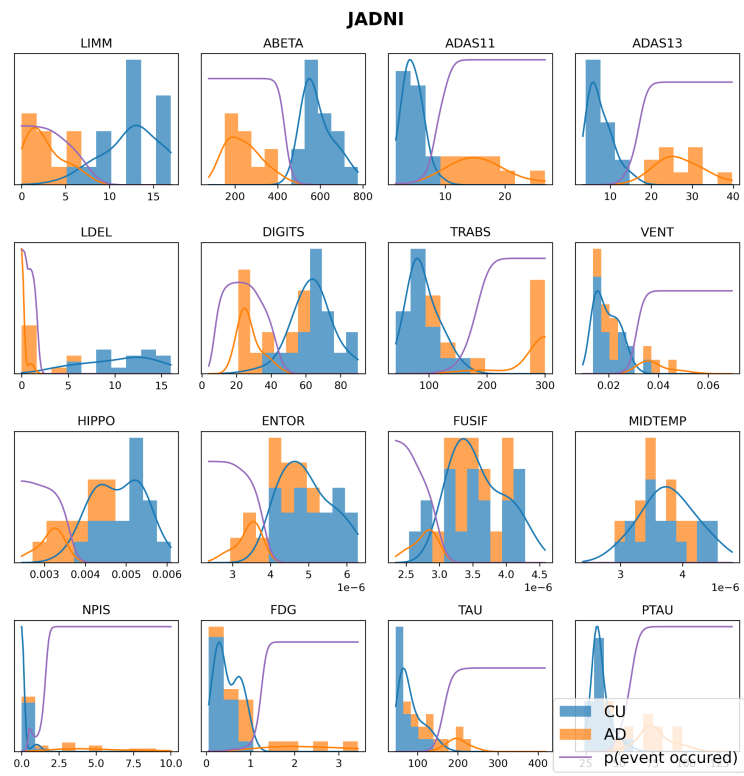 JADNI
LIMM ABETA ADAS11 ADAS13
0 5 10 15 200 400 600 800 10 20 10 20 30 40
LDEL DIGITS TRABS VENT
0 5 10 15 0 20 40 60 80 100 200 300 0.02 0.04 0.06
HIPPO ENTOR FUSIF MIDTEMP
0.003 0.004 0.005 0.006 3 4 5 6 2.5 3.0 3.5 4.0 4.5 3 4
1e−6 1e−6 1e−6
NPIS FDG TAU PTAU
CU
AD
p(event occured)
0.0 2.5 5.0 7.5 10.0 0 1 2 3 100 200 300 400 25